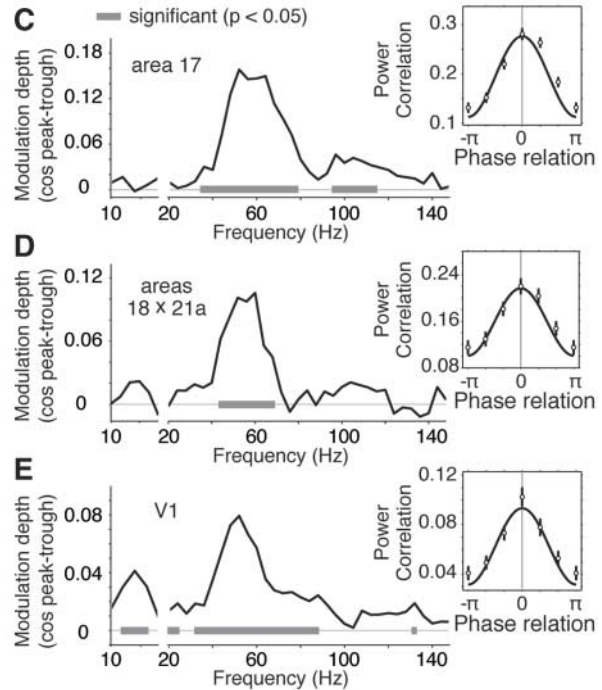 C
significant (p < 0.05)
Modulation depth
(cos peak-trough)
0.18
0.12
0.06
0
area 17
10
20
60
100
140
Frequency (Hz)
Power
Correlation
0.3
0.2
0.1
-π
0
π
Phase relation
D
Modulation depth
(cos peak-trough)
0.12
0.06
0
areas
18 x 21a
10
20
60
100
140
Frequency (Hz)
Power
Correlation
0.24
0.16
0.08
-π
0
π
Phase relation
E
Modulation depth
(cos peak-trough)
0.08
0.04
0
V1
10
20
60
100
140
Frequency (Hz)
Power
Correlation
0.12
0.08
0.04
-π
0
π
Phase relation